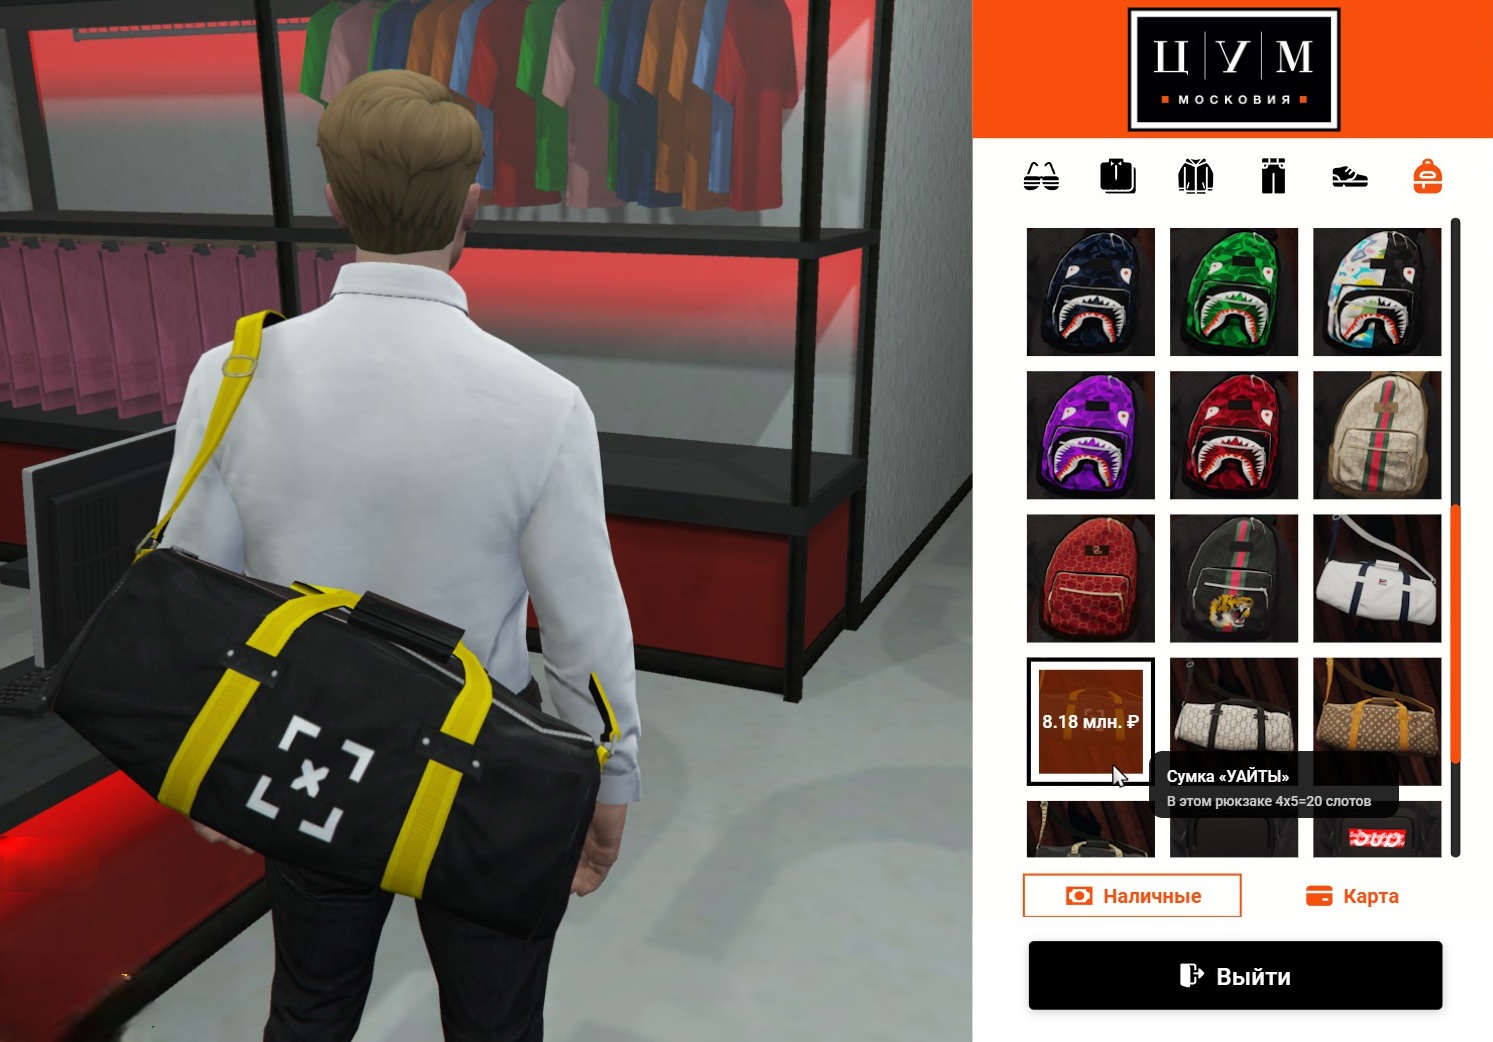 Ц У М
МОСКОВИЯ
8.18 млн. ₽
Сумка «УАЙТЫ»
В этом рюкзаке 4x5=20 слотов
Наличные
Карта
Выйти